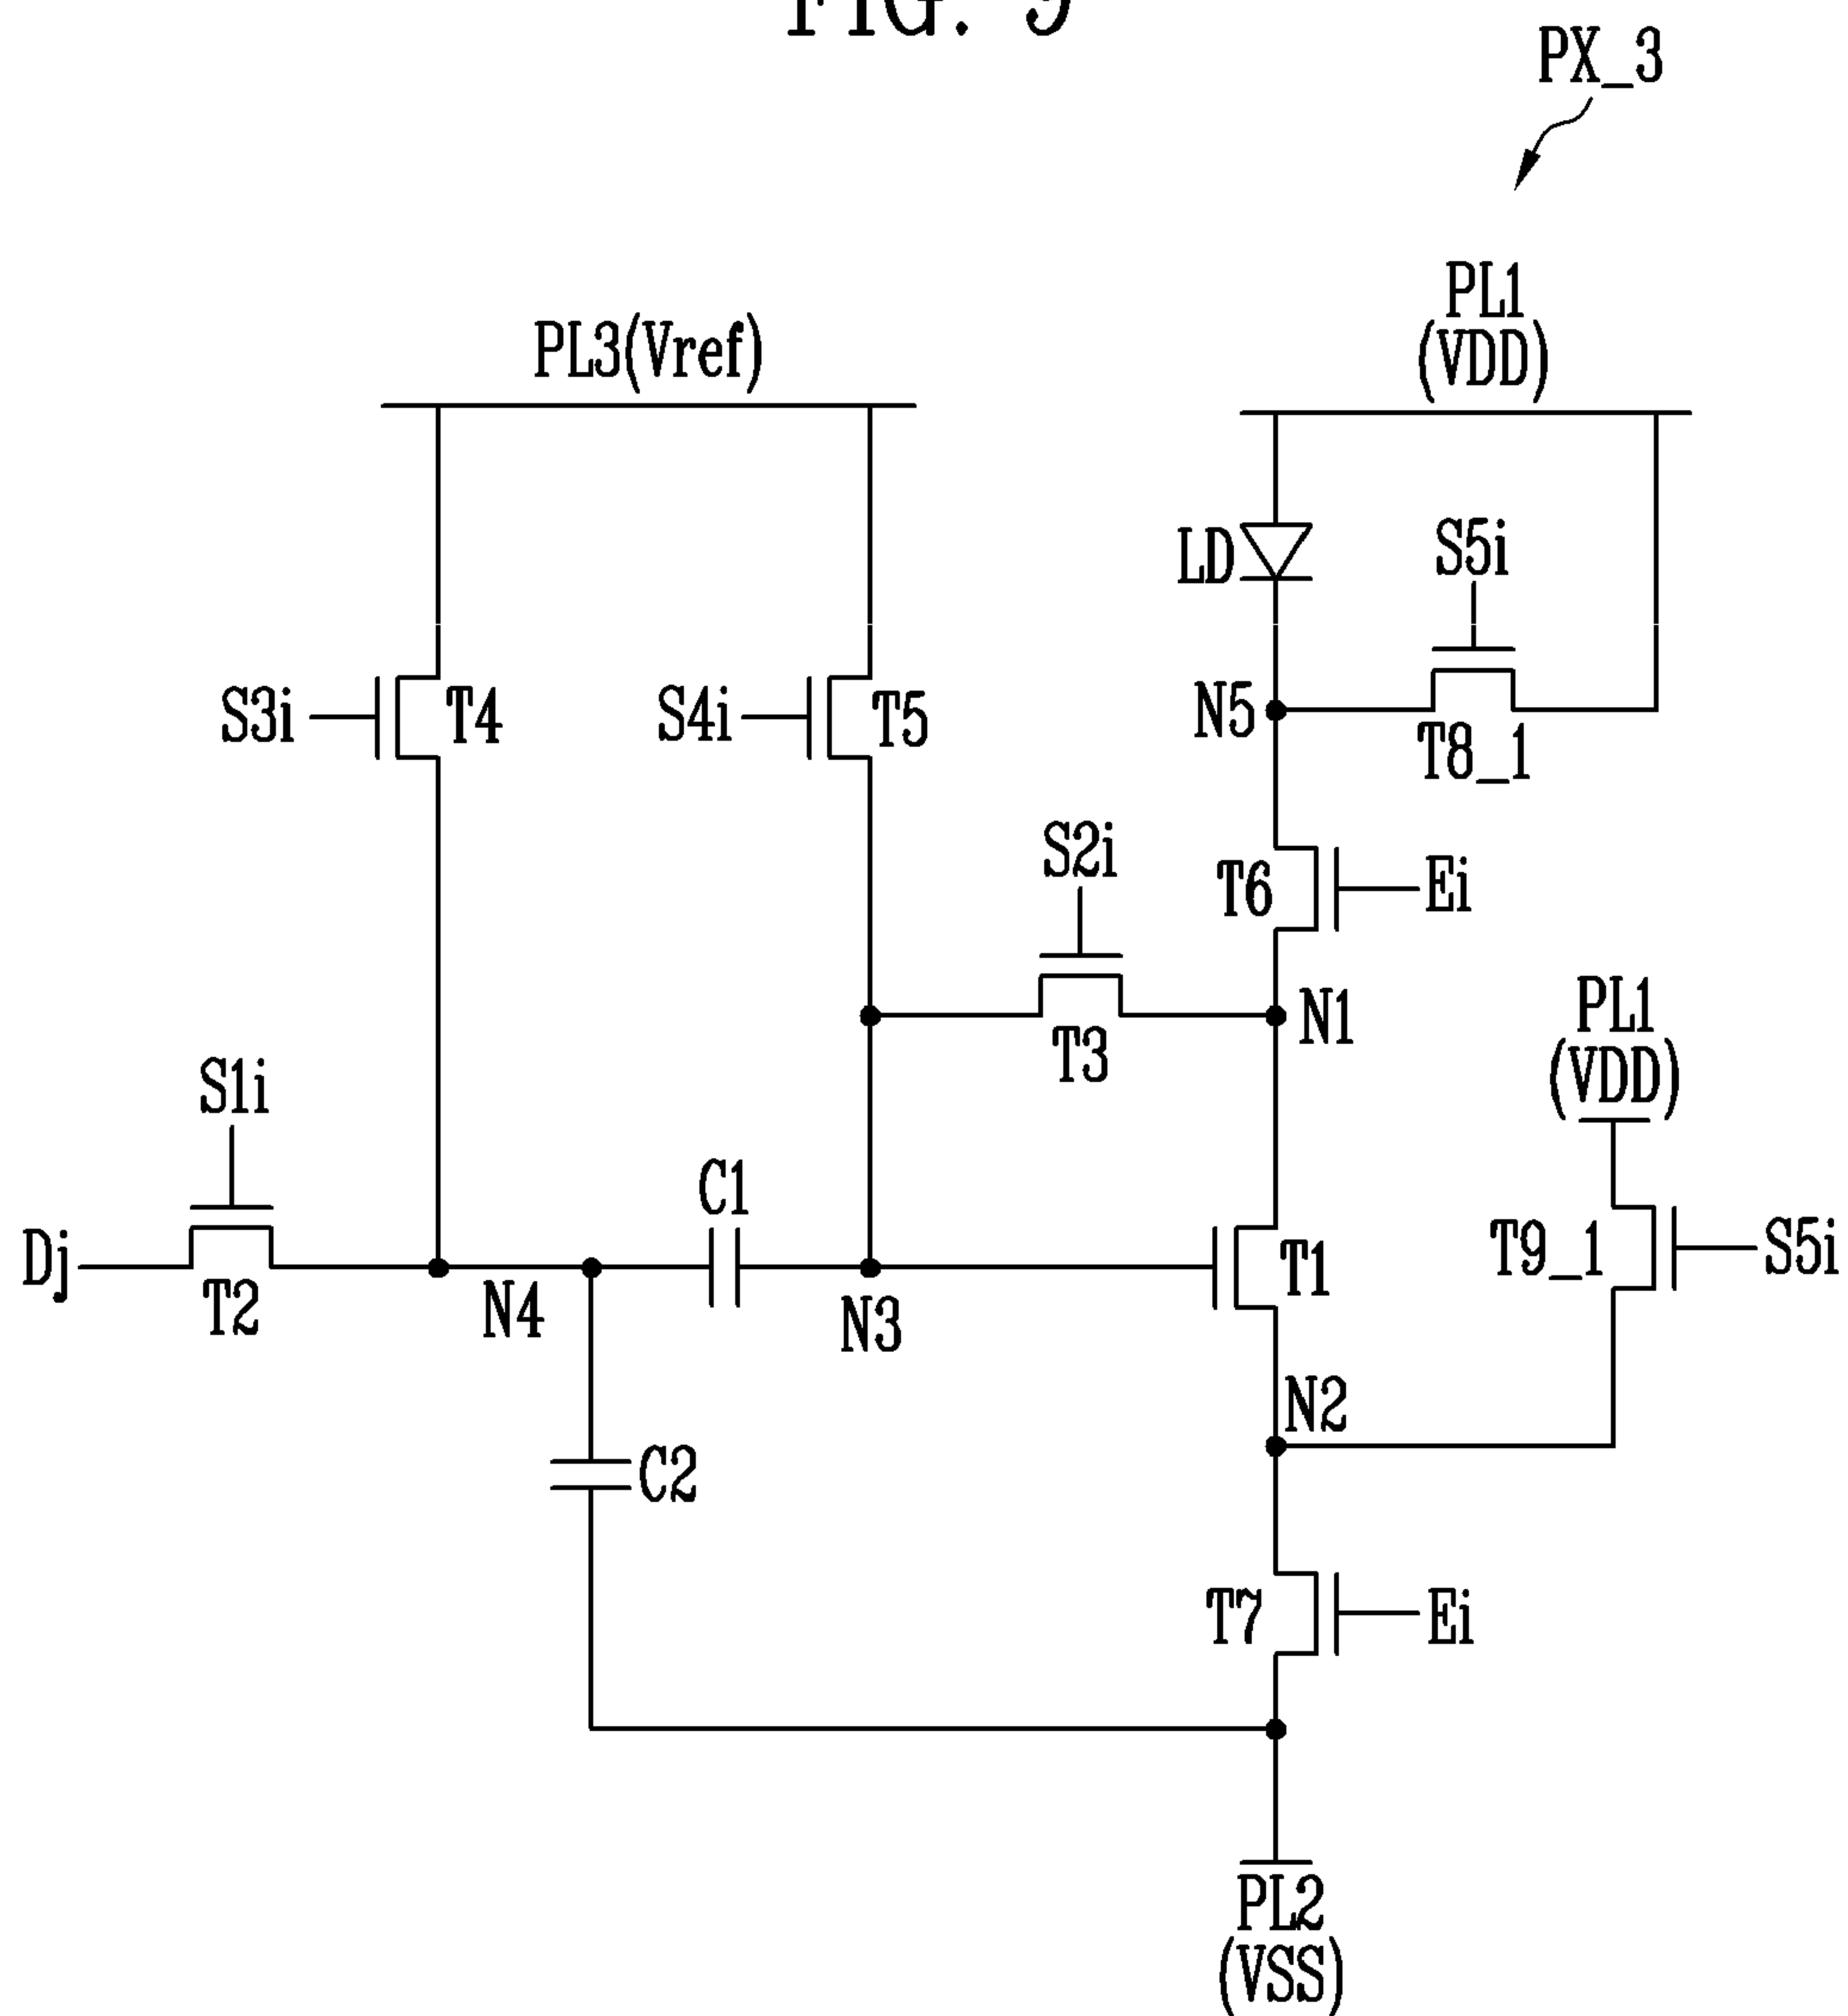 FIG.
PX_3
PL1
(VDD)
PL3(Vref)
LD
S5i
S3i
T4
S4i
T5
N5
T8_1
S2i
T6
Ei
T3
N1
PL1
(VDD)
S1i
C1
Dj
T2
N4
N3
T1
T9_1
S5i
N2
C2
T7
Ei
PL2
(VSS)